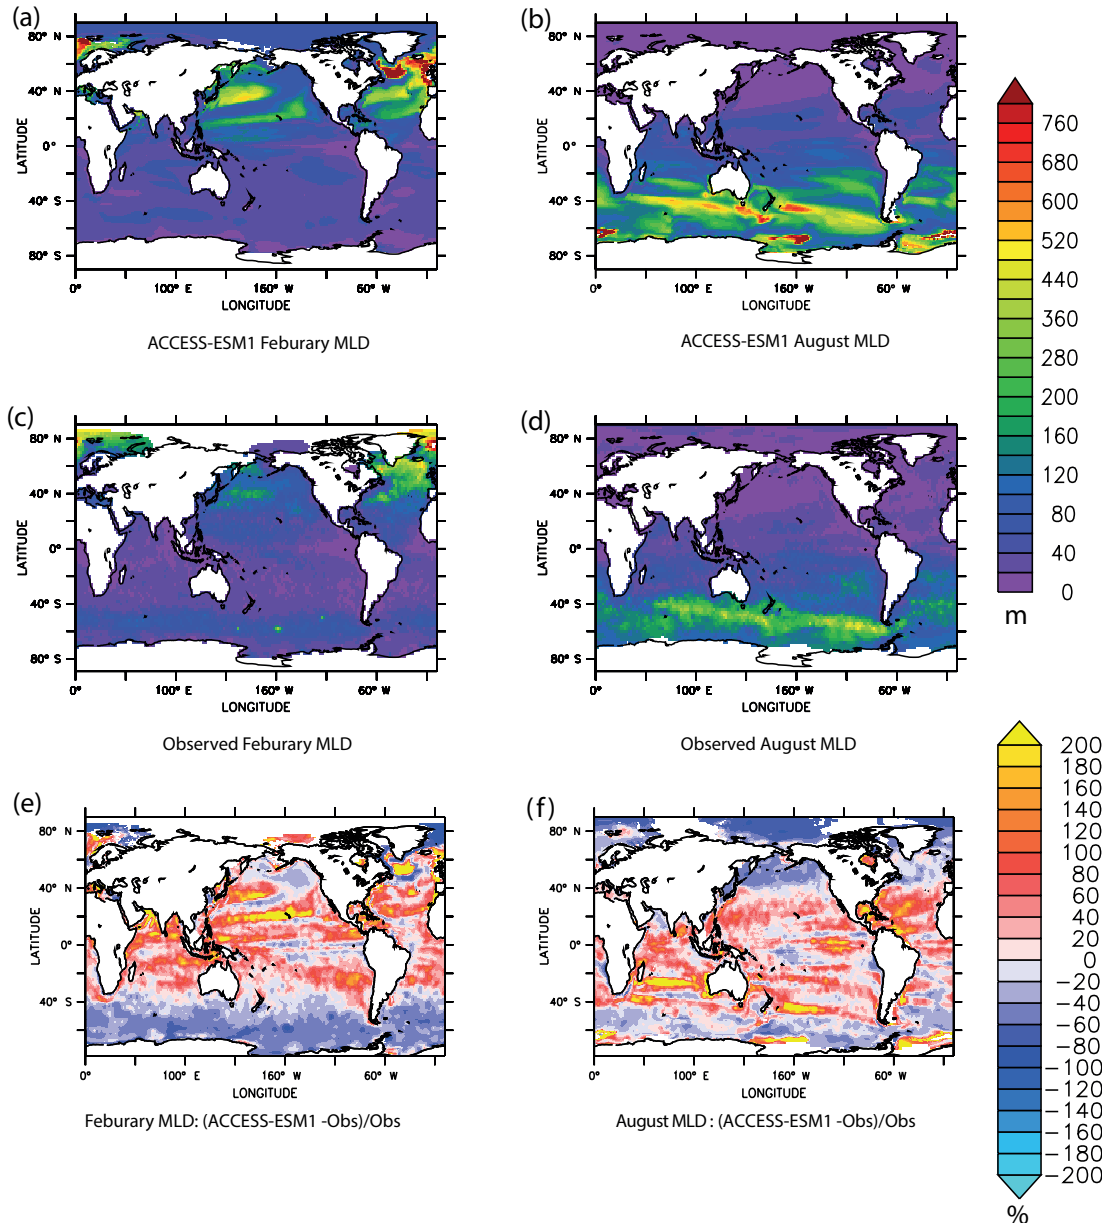 (a)
80° N
40° N
0°
40° S
80° S
LATITUDE
0°
100° E
160° W
60° W
LONGITUDE
ACCESS-ESM1 Feburary MLD
(b)
80° N
40° N
0°
40° S
80° S
LATITUDE
0°
100° E
160° W
60° W
LONGITUDE
ACCESS-ESM1 August MLD
760
680
600
520
440
360
280
200
160
120
80
40
0
m
(c)
80° N
40° N
0°
40° S
80° S
LATITUDE
0°
100° E
160° W
60° W
LONGITUDE
Observed Feburary MLD
(d)
80° N
40° N
0°
40° S
80° S
LATITUDE
0°
100° E
160° W
60° W
LONGITUDE
Observed August MLD
(e)
80° N
40° N
0°
40° S
LATITUDE
0°
100° E
160° W
60° W
LONGITUDE
Feburary MLD: (ACCESS-ESM1 -Obs)/Obs
(f)
80° N
40° N
0°
40° S
LATITUDE
0°
100° E
160° W
60° W
LONGITUDE
August MLD : (ACCESS-ESM1 -Obs)/Obs
200
180
160
140
120
100
80
60
40
20
0
−20
−40
−60
−80
−100
−120
−140
−160
−180
−200
%